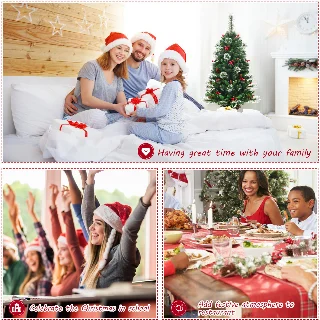 Having great time with your family
Celebrate the Christmas in school
Add festive atmosphere to
restaurant